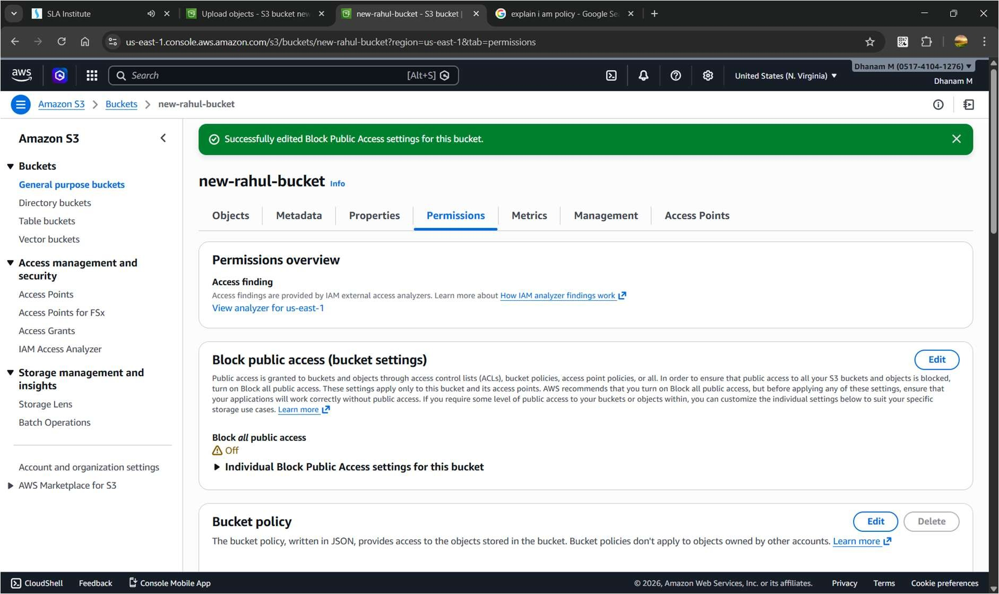 SLA Institute
Upload objects - S3 bucket new
new-rahul-bucket - S3 bucket |
explain i am policy - Google Se
us-east-1.console.aws.amazon.com/s3/buckets/new-rahul-bucket?region=us-east-1&tab=permissions
aws
Search
[Alt+S]
United States (N. Virginia)
Dhanam M (0517-4104-1276)
Dhanam M
Amazon S3
Buckets
new-rahul-bucket
Amazon S3
Buckets
General purpose buckets
Directory buckets
Table buckets
Vector buckets
Access management and
security
Access Points
Access Points for FSx
Access Grants
IAM Access Analyzer
Storage management and
insights
Storage Lens
Batch Operations
Account and organization settings
AWS Marketplace for S3
Successfully edited Block Public Access settings for this bucket.
new-rahul-bucket Info
Objects
Metadata
Properties
Permissions
Metrics
Management
Access Points
Permissions overview
Access finding
Access findings are provided by IAM external access analyzers. Learn more about How IAM analyzer findings work
View analyzer for us-east-1
Block public access (bucket settings)
Edit
Public access is granted to buckets and objects through access control lists (ACLs), bucket policies, access point policies, or all. In order to ensure that public access to all your S3 buckets and objects is blocked,
turn on Block all public access. These settings apply only to this bucket and its access points. AWS recommends that you turn on Block all public access, but before applying any of these settings, ensure that
your applications will work correctly without public access. If you require some level of public access to your buckets or objects within, you can customize the individual settings below to suit your specific
storage use cases. Learn more
Block all public access
Off
Individual Block Public Access settings for this bucket
Bucket policy
Edit
Delete
The bucket policy, written in JSON, provides access to the objects stored in the bucket. Bucket policies don't apply to objects owned by other accounts. Learn more
CloudShell
Feedback
Console Mobile App
© 2026, Amazon Web Services, Inc. or its affiliates.
Privacy
Terms
Cookie preferences